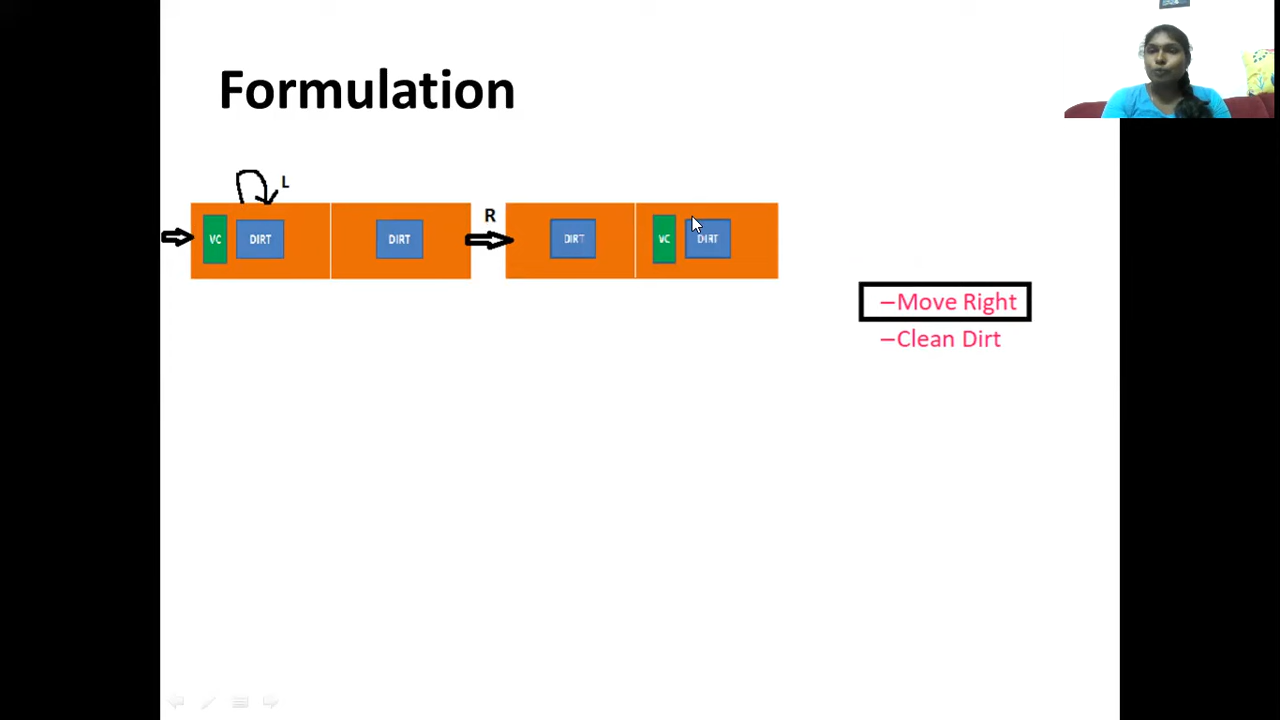 Formulation
L
R
VC DIRT DIRT DIRT VC DIRT
–Move Right
–Clean Dirt